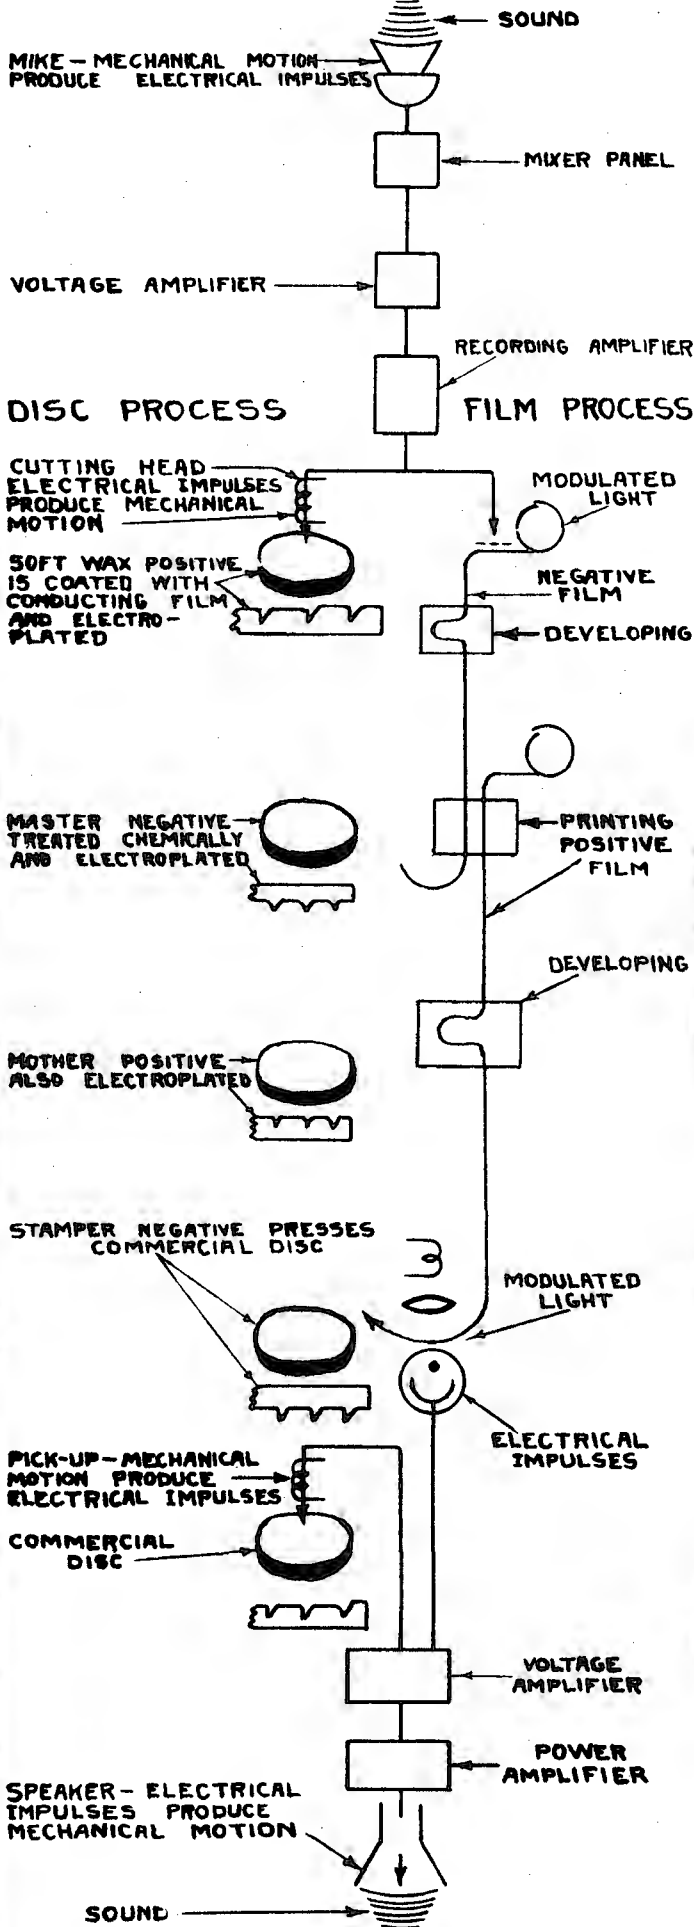 SOUND
MIKE - MECHANICAL MOTION
PRODUCE ELECTRICAL IMPULSES
MIXER PANEL
VOLTAGE AMPLIFIER
RECORDING AMPLIFIER
DISC PROCESS
FILM PROCESS
CUTTING HEAD
ELECTRICAL IMPULSES
PRODUCE MECHANICAL
MOTION
MODULATED
LIGHT
SOFT WAX POSITIVE
IS COATED WITH
CONDUCTING FILM
AND ELECTRO-
PLATED
NEGATIVE
FILM
DEVELOPING
MASTER NEGATIVE
TREATED CHEMICALLY
AND ELECTROPLATED
PRINTING
POSITIVE
FILM
DEVELOPING
MOTHER POSITIVE
ALSO ELECTROPLATED
STAMPER NEGATIVE PRESSES
COMMERCIAL DISC
MODULATED
LIGHT
ELECTRICAL
IMPULSES
PICK-UP-MECHANICAL
MOTION PRODUCE
ELECTRICAL IMPULSES
COMMERCIAL
DISC
VOLTAGE
AMPLIFIER
POWER
AMPLIFIER
SPEAKER - ELECTRICAL
IMPULSES PRODUCE
MECHANICAL MOTION
SOUND